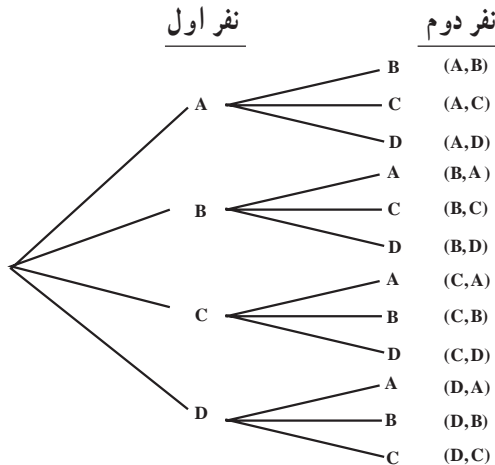 نفر اول نفر دوم
B (A,B)
A C (A,C)
D (A,D)
A (B,A)
B C (B,C)
D (B,D)
A (C,A)
C B (C,B)
D (C,D)
A (D,A)
D B (D,B)
C (D,C)